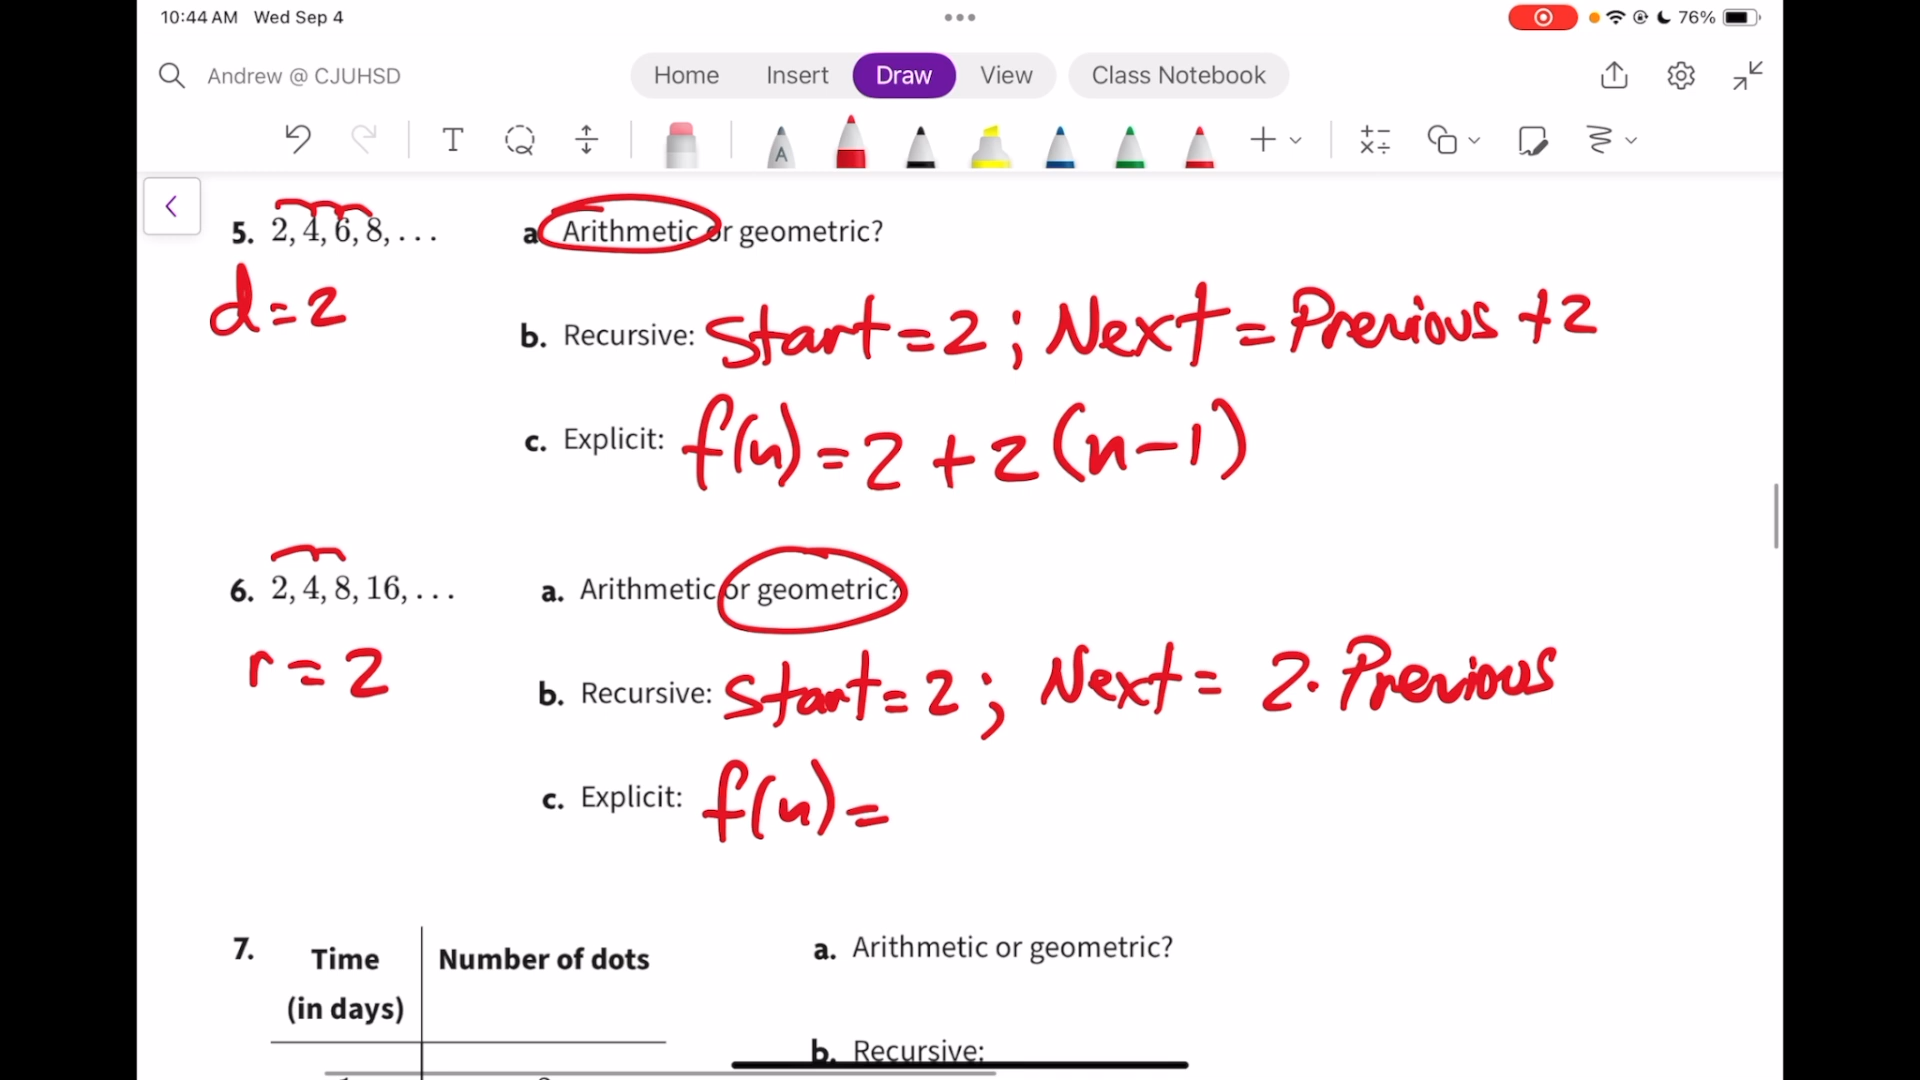 10:44 AM Wed Sep 4
76%
Andrew @ CJUHSD
Home Insert Draw View Class Notebook
T
A
5. 2, 4, 6, 8, ... a. Arithmetic or geometric?
d = 2
b. Recursive: Start = 2 ; Next = Previous + 2
c. Explicit: f(n) = 2 + 2 (n-1)
6. 2, 4, 8, 16, ... a. Arithmetic or geometric?
r = 2
b. Recursive: Start = 2 ; Next = 2 · Previous
c. Explicit: f(n) =
7. Time (in days) Number of dots
a. Arithmetic or geometric?
b. Recursive: